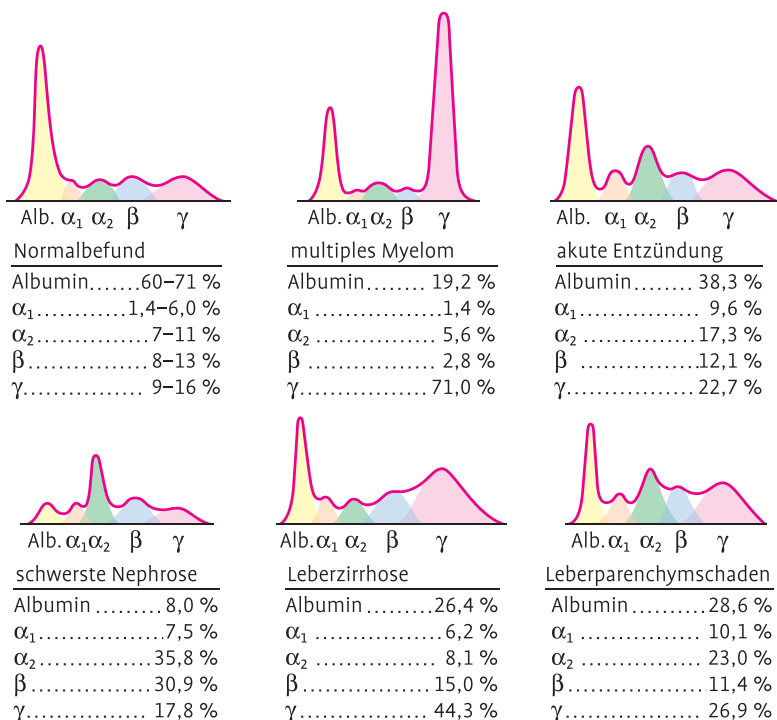 Alb. α₁ α₂ β γ
Normalbefund
Albumin.......60–71 %
α₁............1,4–6,0 %
α₂................7–11 %
β.................8–13 %
γ.................9–16 %
Alb. α₁α₂ β γ
multiples Myelom
Albumin........ 19,2 %
α₁ ................ 1,4 %
α₂ ................ 5,6 %
β .................. 2,8 %
γ................ 71,0 %
Alb. α₁ α₂ β γ
akute Entzündung
Albumin ........ 38,3 %
α₁ ................ 9,6 %
α₂ .............. 17,3 %
β ................12,1 %
γ................ 22,7 %
Alb. α₁α₂ β γ
schwerste Nephrose
Albumin .......... 8,0 %
α₁ ................7,5 %
α₂ .............. 35,8 %
β ................ 30,9 %
γ ................ 17,8 %
Alb. α₁ α₂ β γ
Leberzirrhose
Albumin .........26,4 %
α₁ ................ 6,2 %
α₂ ................ 8,1 %
β ................ 15,0 %
γ ................ 44,3 %
Alb. α₁ α₂ β γ
Leberparenchymschaden
Albumin ........ 28,6 %
α₁ .............. 10,1 %
α₂ .............. 23,0 %
β ................ 11,4 %
γ ................ 26,9 %